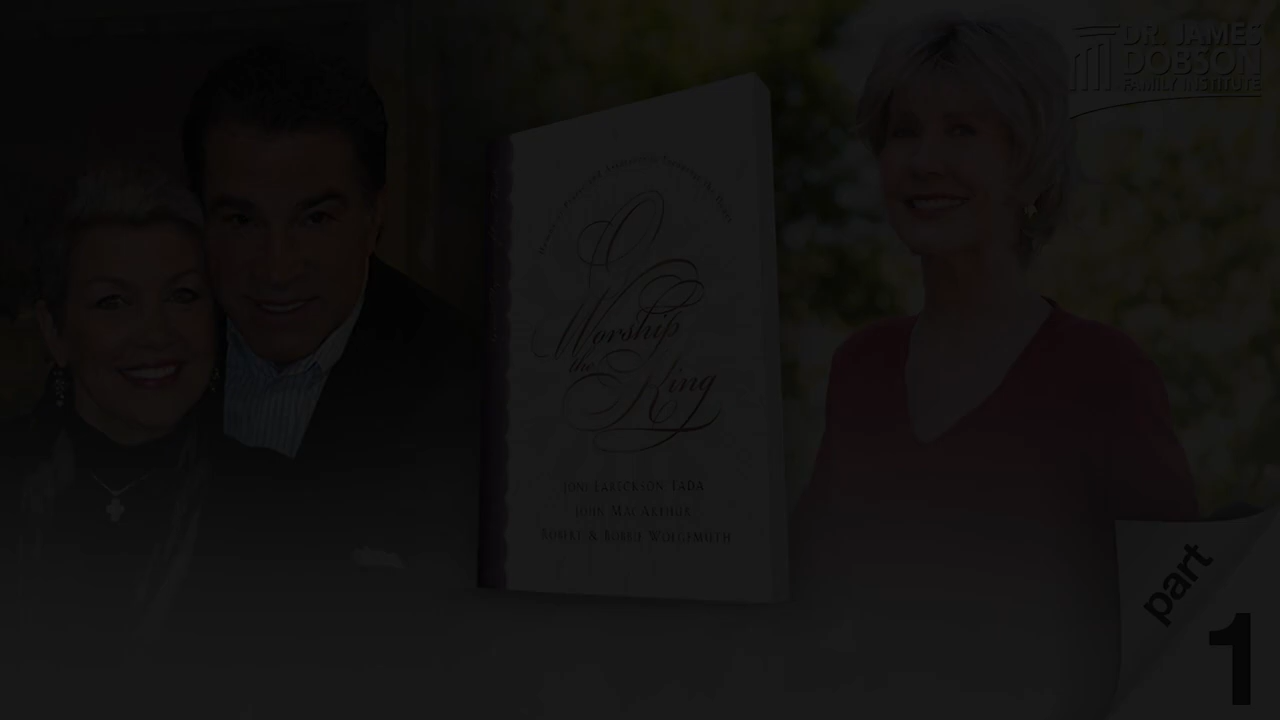 DR. JAMES
DOBSON
FAMILY INSTITUTE
O
Worship
the
King
JONI EARECKSON TADA
JOHN MACARTHUR
ROBERT & BOBBIE WOLGEMUTH
part
1